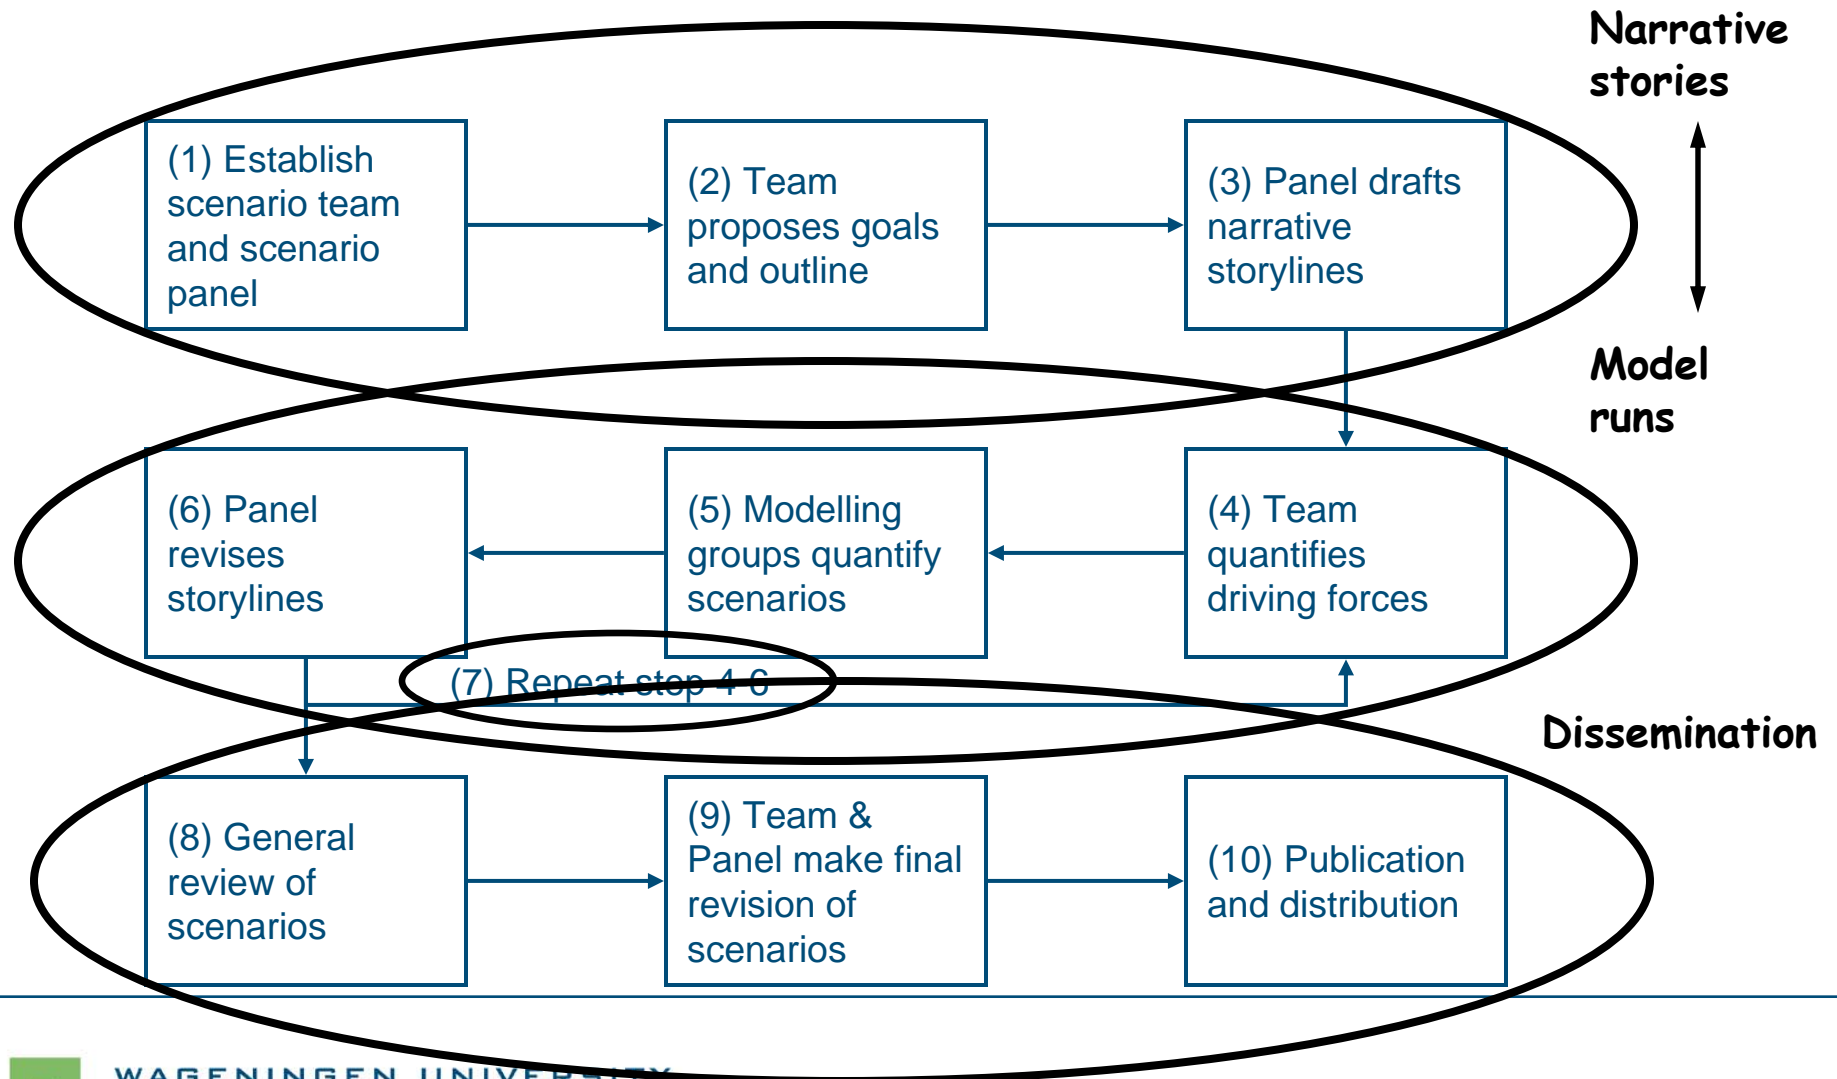 Narrative
stories
(1) Establish
scenario team
and scenario
panel
(2) Team
proposes goals
and outline
(3) Panel drafts
narrative
storylines
Model
runs
(6) Panel
revises
storylines
(5) Modelling
groups quantify
scenarios
(4) Team
quantifies
driving forces
(7) Repeat step 4-6
Dissemination
(8) General
review of
scenarios
(9) Team &
Panel make final
revision of
scenarios
(10) Publication
and distribution
WAGENINGEN UNIVERSITY